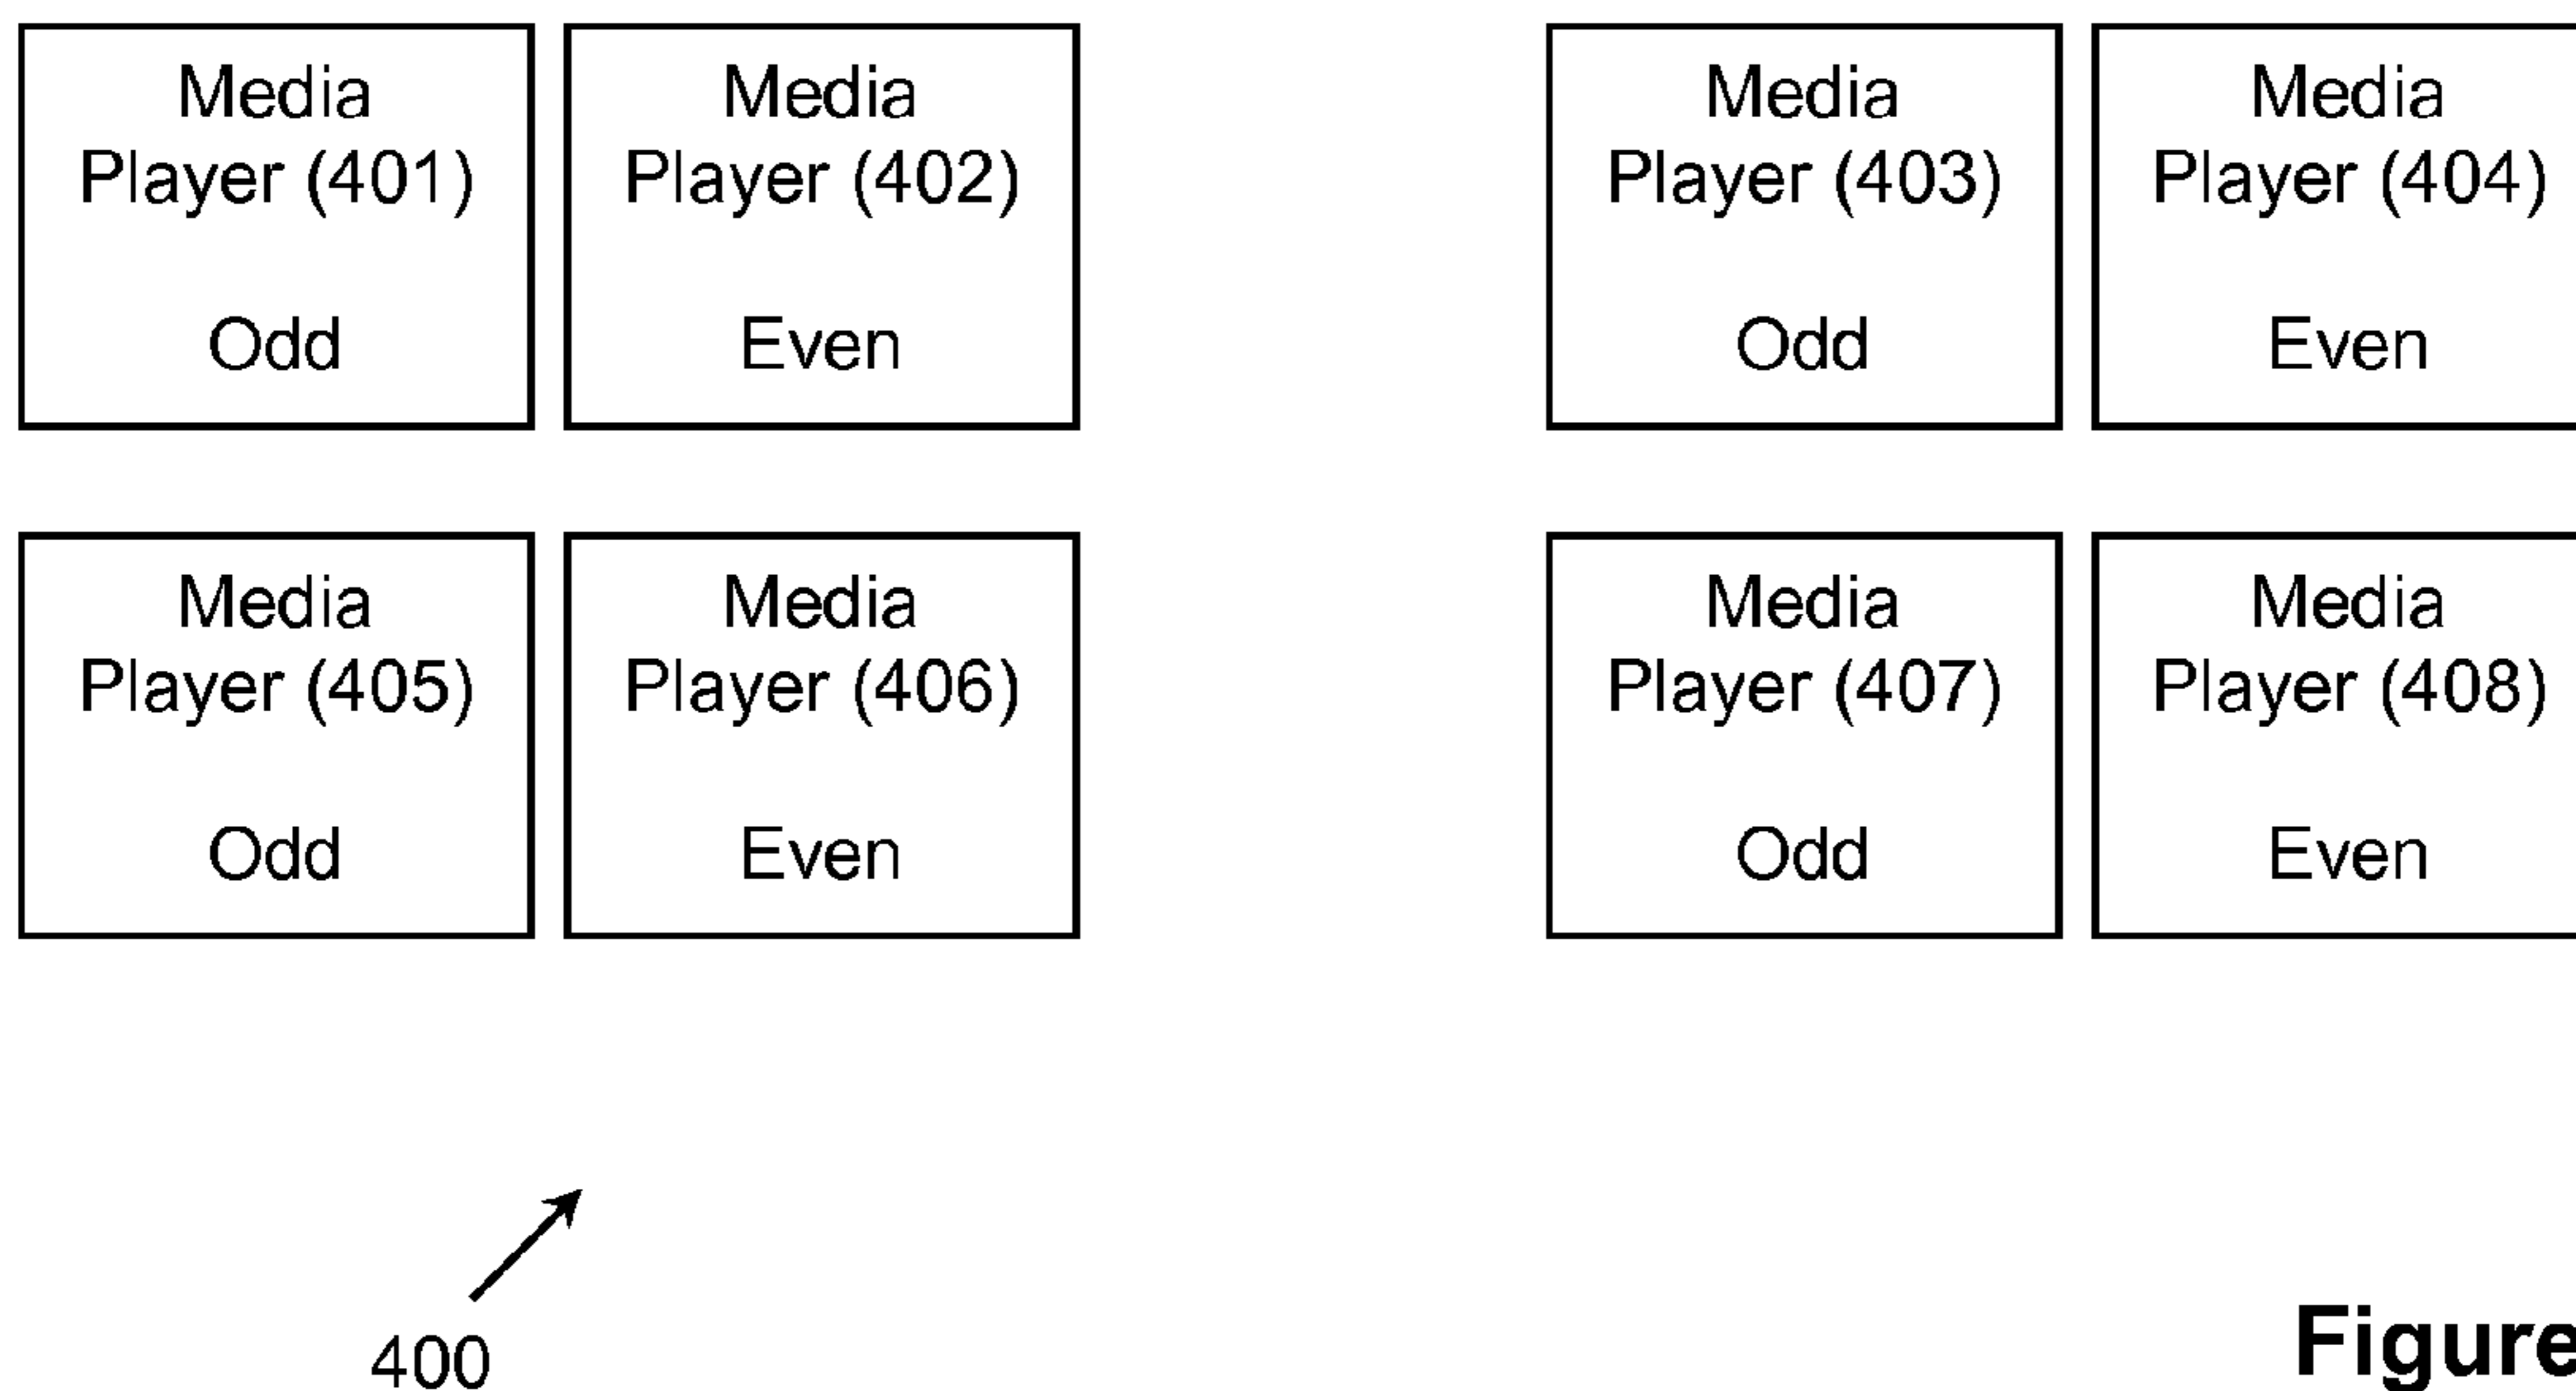 Media
Player (401)
Odd
Media
Player (402)
Even
Media
Player (403)
Odd
Media
Player (404)
Even
Media
Player (405)
Odd
Media
Player (406)
Even
Media
Player (407)
Odd
Media
Player (408)
Even
400
Figure